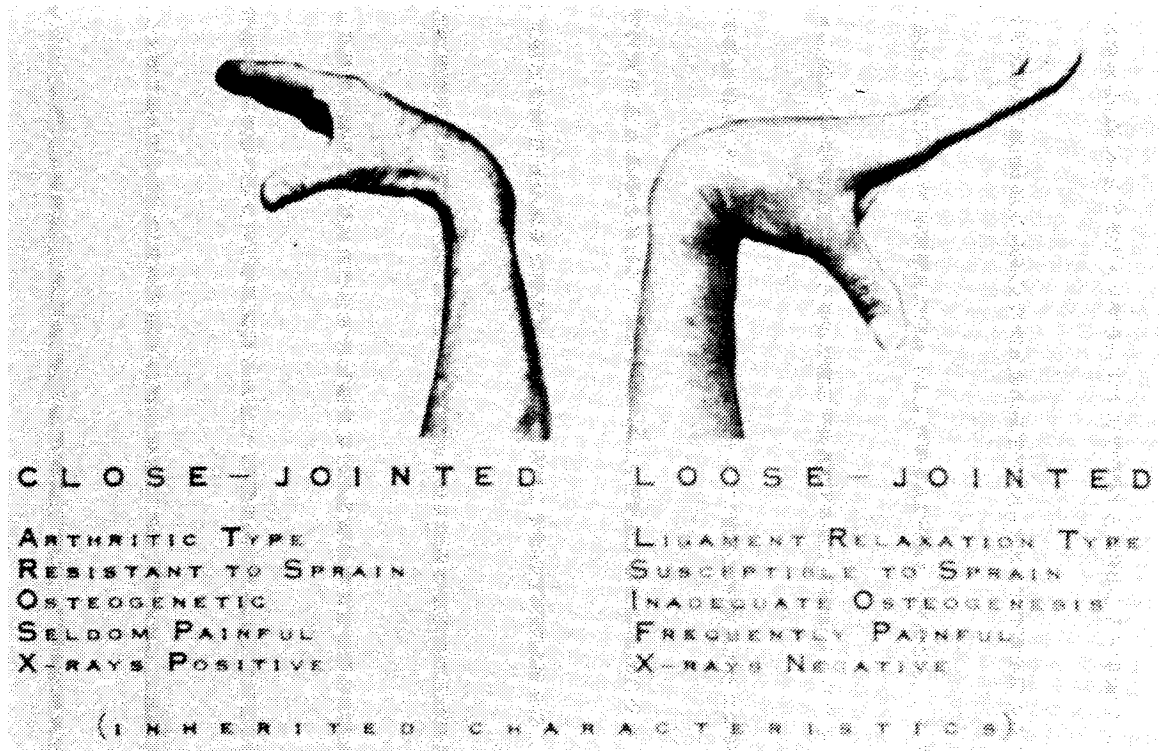 CLOSE-JOINTED
ARTHRITIC TYPE
RESISTANT TO SPRAIN
OSTEOGENETIC
SELDOM PAINFUL
X-RAYS POSITIVE
LOOSE-JOINTED
LIGAMENT RELAXATION TYPE
SUSCEPTIBLE TO SPRAIN
INADEQUATE OSTEOGENESIS
FREQUENTLY PAINFUL
X-RAYS NEGATIVE
(INHERITED CHARACTERISTICS)